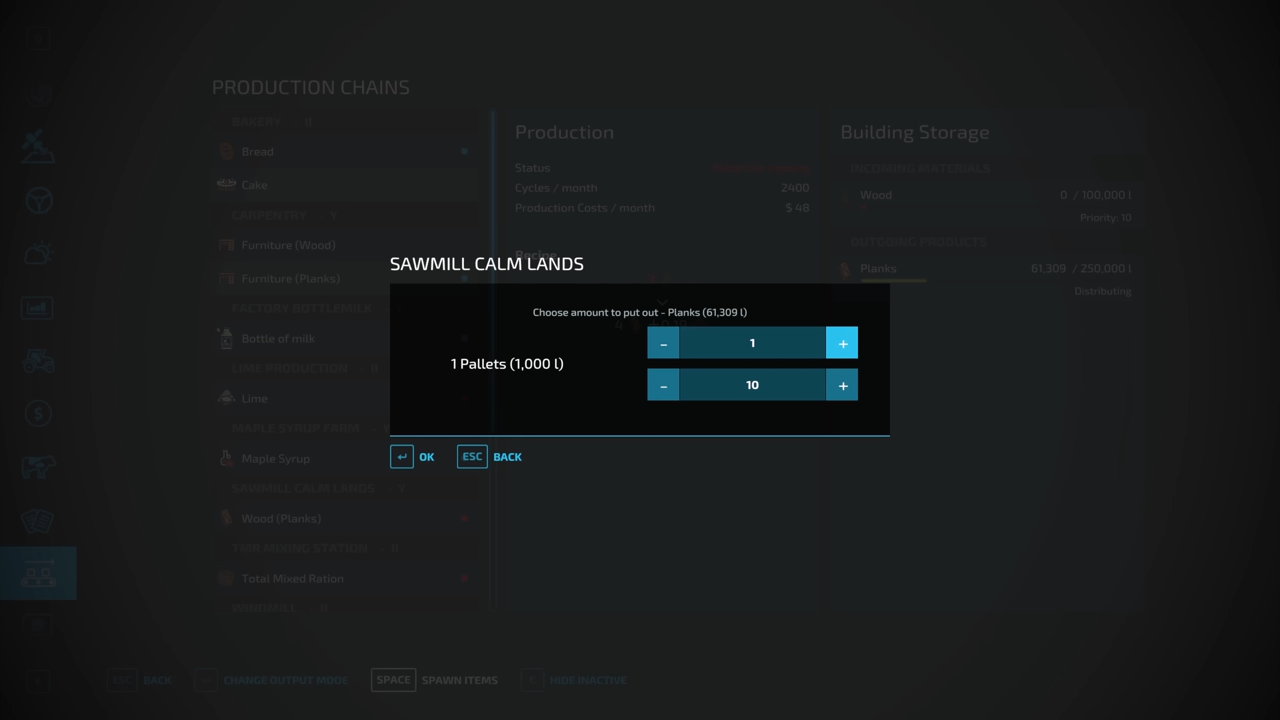 PRODUCTION CHAINS
BAKERY
Bread
Cake
CARPENTRY
Furniture (Wood)
Furniture (Planks)
FACTORY BOTTLEMILK
Bottle of milk
LIME PRODUCTION
Lime
MAPLE SYRUP FARM
Maple Syrup
SAWMILL CALM LANDS
Wood (Planks)
TMR MIXING STATION
Total Mixed Ration
WINDMILL
Production
Status
Cycles / month 2400
Production Costs / month $ 48
Recipe
Building Storage
INCOMING MATERIALS
Wood 0 / 100,000 l
Priority: 10
OUTGOING PRODUCTS
Planks 61,309 / 250,000 l
Distributing
SAWMILL CALM LANDS
Choose amount to put out - Planks (61,309 l)
1 Pallets (1,000 l)
- 1 +
- 10 +
OK ESC BACK
BACK CHANGE OUTPUT MODE SPACE SPAWN ITEMS HIDE INACTIVE